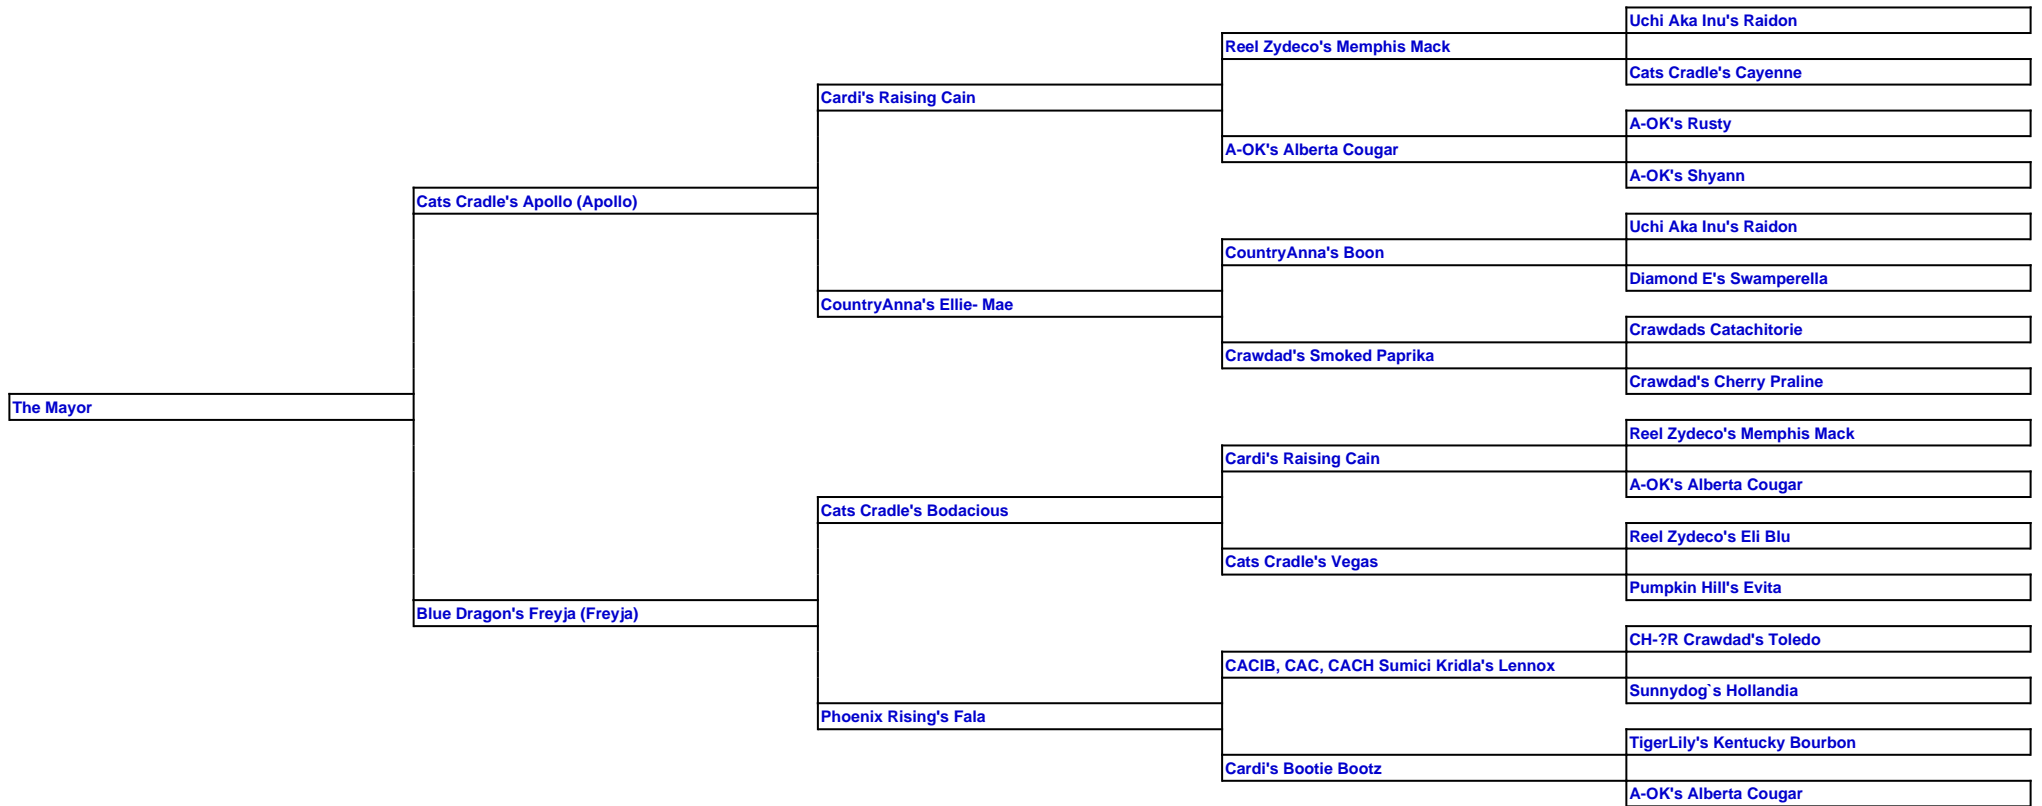 Uchi Aka Inu's Raidon
Reel Zydeco's Memphis Mack
Cats Cradle's Cayenne
Cardi's Raising Cain
A-OK's Rusty
A-OK's Alberta Cougar
A-OK's Shyann
Cats Cradle's Apollo (Apollo)
Uchi Aka Inu's Raidon
CountryAnna's Boon
Diamond E's Swamperella
CountryAnna's Ellie- Mae
Crawdads Catachitorie
Crawdad's Smoked Paprika
Crawdad's Cherry Praline
The Mayor
Reel Zydeco's Memphis Mack
Cardi's Raising Cain
A-OK's Alberta Cougar
Cats Cradle's Bodacious
Reel Zydeco's Eli Blu
Cats Cradle's Vegas
Pumpkin Hill's Evita
Blue Dragon's Freyja (Freyja)
CH-?R Crawdad's Toledo
CACIB, CAC, CACH Sumici Kridla's Lennox
Sunnydog`s Hollandia
Phoenix Rising's Fala
TigerLily's Kentucky Bourbon
Cardi's Bootie Bootz
A-OK's Alberta Cougar